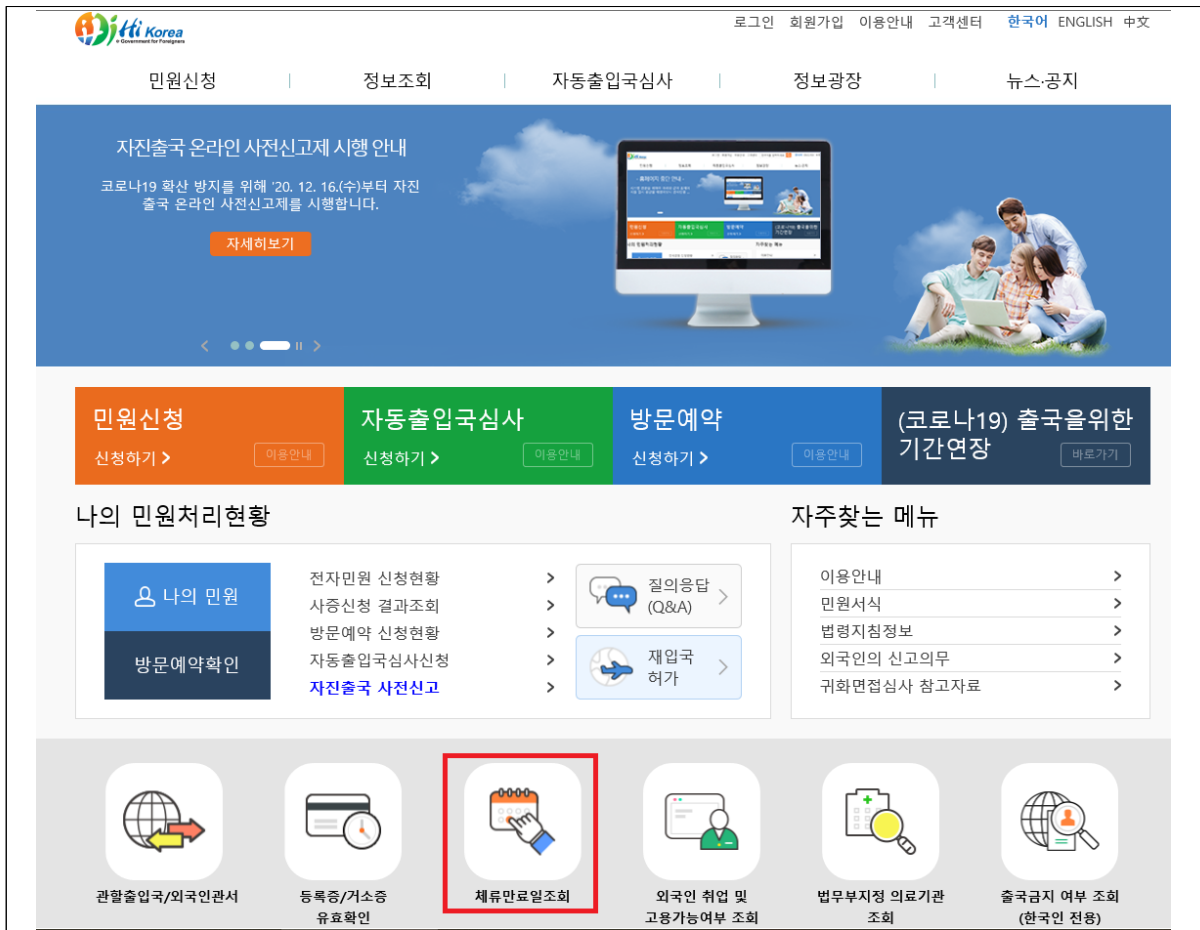 Hi Korea
e Government for Foreigners
로그인 회원가입 이용안내 고객센터 한국어 ENGLISH 中文
민원신청 정보조회 자동출입국심사 정보광장 뉴스·공지
자진출국 온라인 사전신고제 시행 안내
코로나19 확산 방지를 위해 '20. 12. 16.(수)부터 자진
출국 온라인 사전신고제를 시행합니다.
자세히보기
민원신청
신청하기
이용안내
자동출입국심사
신청하기
이용안내
방문예약
신청하기
이용안내
(코로나19) 출국을위한
기간연장
바로가기
나의 민원처리현황
나의 민원
방문예약확인
전자민원 신청현황
사증신청 결과조회
방문예약 신청현황
자동출입국심사신청
자진출국 사전신고
질의응답
(Q&A)
재입국
허가
자주찾는 메뉴
이용안내
민원서식
법령지침정보
외국인의 신고의무
귀화면접심사 참고자료
관할출입국/외국인관서
등록증/거소증
유효확인
체류만료일조회
외국인 취업 및
고용가능여부 조회
법무부지정 의료기관
조회
출국금지 여부 조회
(한국인 전용)